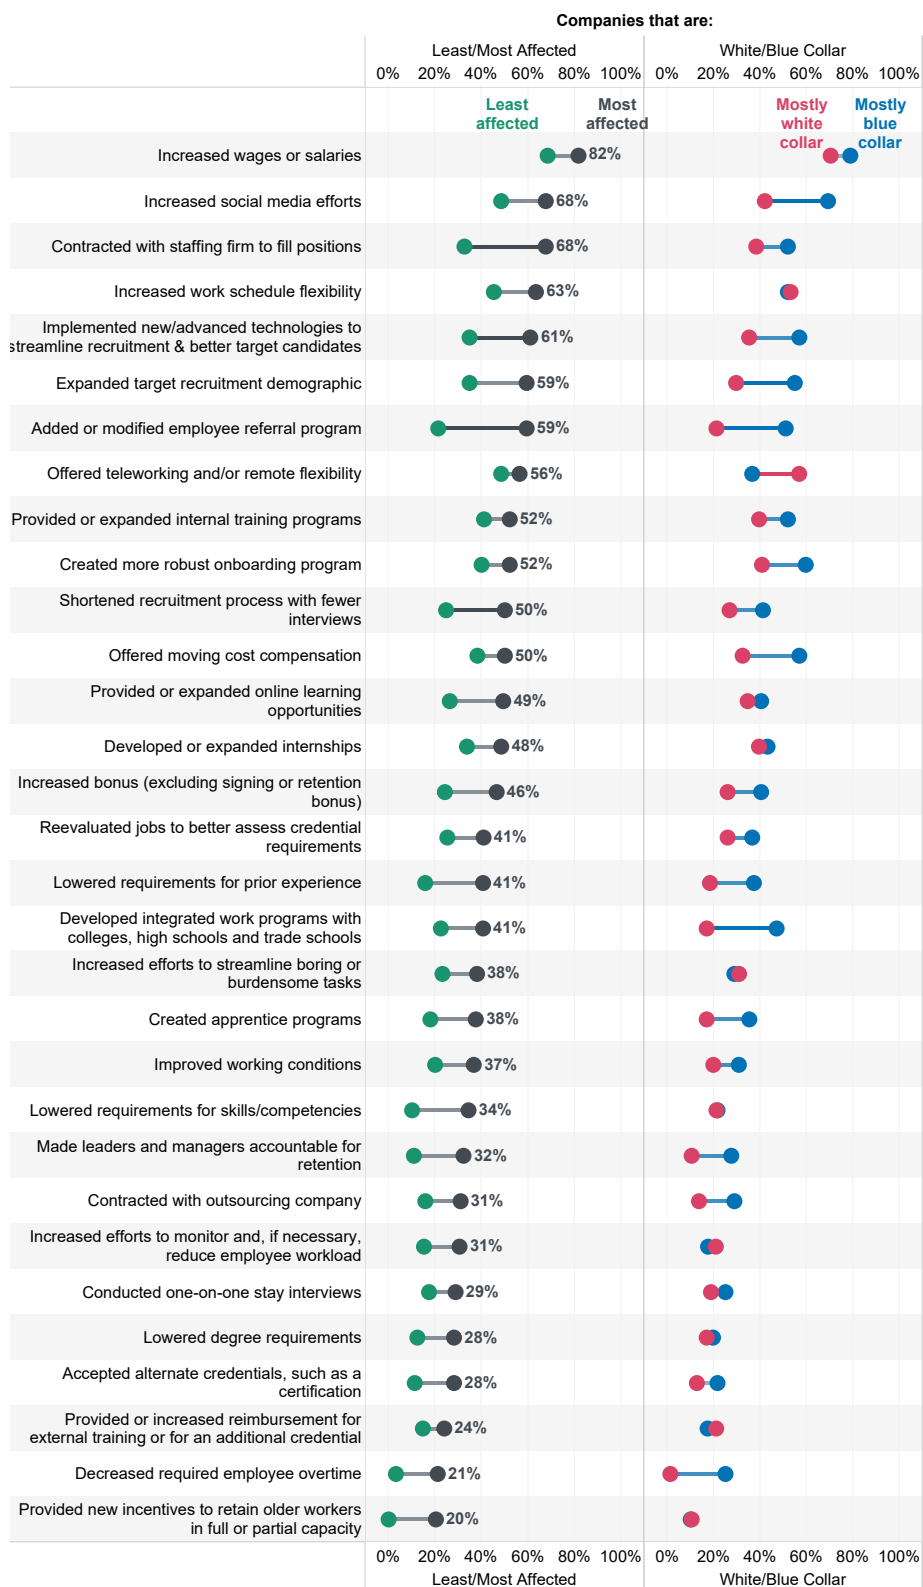 Companies that are:
Least/Most Affected
White/Blue Collar
0% 20% 40% 60% 80% 100%
0% 20% 40% 60% 80% 100%
Least
affected
Most
affected
Mostly
white
collar
Mostly
blue
collar
Increased wages or salaries
82%
Increased social media efforts
68%
Contracted with staffing firm to fill positions
68%
Increased work schedule flexibility
63%
Implemented new/advanced technologies to
streamline recruitment & better target candidates
61%
Expanded target recruitment demographic
59%
Added or modified employee referral program
59%
Offered teleworking and/or remote flexibility
56%
Provided or expanded internal training programs
52%
Created more robust onboarding program
52%
Shortened recruitment process with fewer
interviews
50%
Offered moving cost compensation
50%
Provided or expanded online learning
opportunities
49%
Developed or expanded internships
48%
Increased bonus (excluding signing or retention
bonus)
46%
Reevaluated jobs to better assess credential
requirements
41%
Lowered requirements for prior experience
41%
Developed integrated work programs with
colleges, high schools and trade schools
41%
Increased efforts to streamline boring or
burdensome tasks
38%
Created apprentice programs
38%
Improved working conditions
37%
Lowered requirements for skills/competencies
34%
Made leaders and managers accountable for
retention
32%
Contracted with outsourcing company
31%
Increased efforts to monitor and, if necessary,
reduce employee workload
31%
Conducted one-on-one stay interviews
29%
Lowered degree requirements
28%
Accepted alternate credentials, such as a
certification
28%
Provided or increased reimbursement for
external training or for an additional credential
24%
Decreased required employee overtime
21%
Provided new incentives to retain older workers
in full or partial capacity
20%
0% 20% 40% 60% 80% 100%
0% 20% 40% 60% 80% 100%
Least/Most Affected
White/Blue Collar